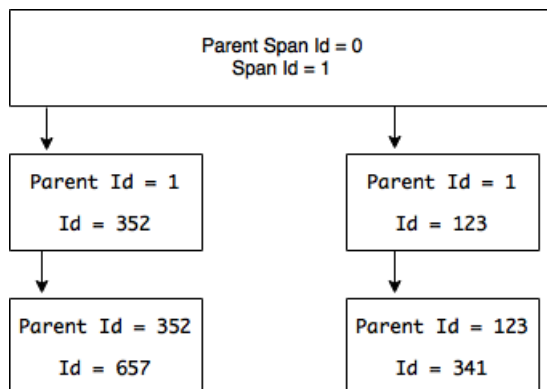 Parent Span Id = 0
Span Id = 1
Parent Id = 1
Id = 352
Parent Id = 1
Id = 123
Parent Id = 352
Id = 657
Parent Id = 123
Id = 341